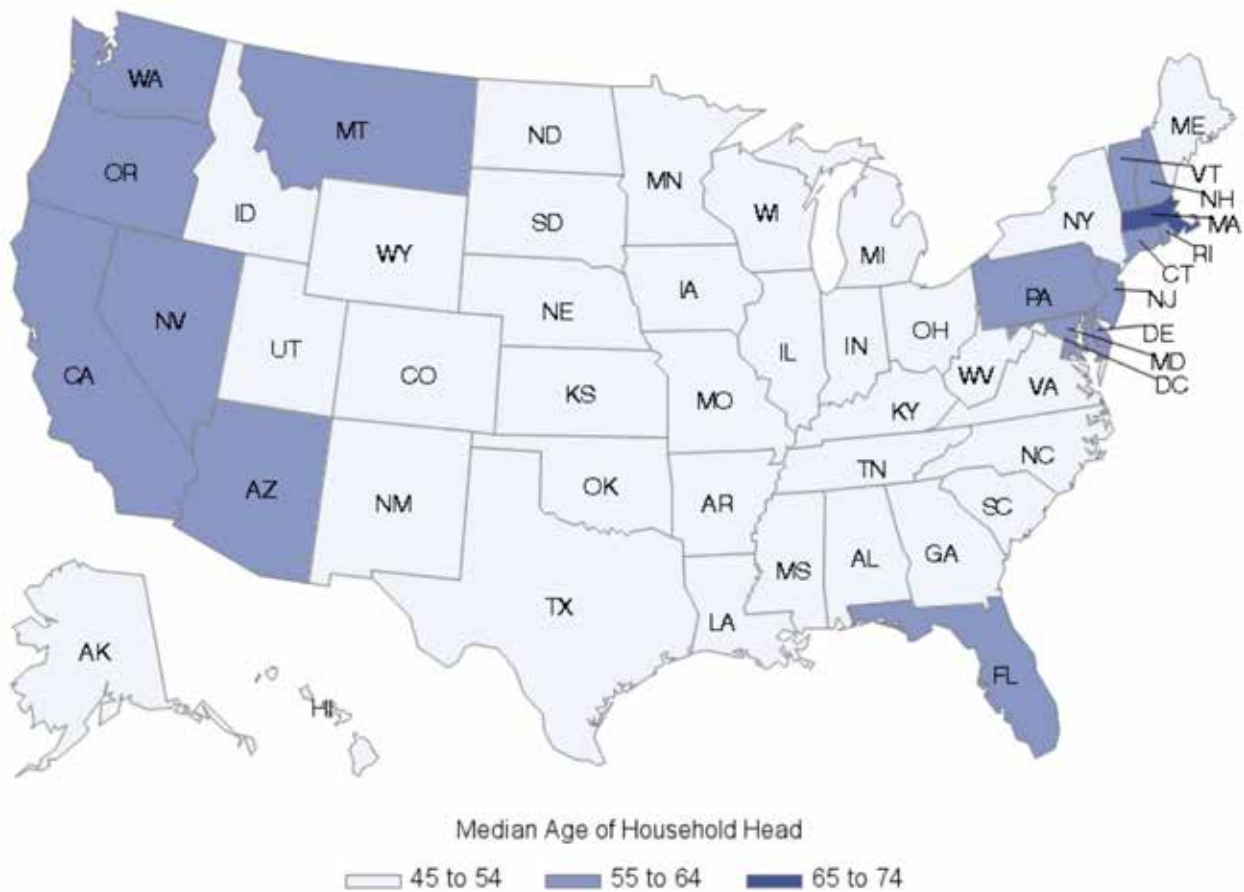 WA
MT
ND
ME
OR
MN
VT
ID
SD
WI
NH
NY
MA
WY
MI
RI
CT
IA
PA
NJ
NE
NV
OH
DE
UT
IL
IN
MD
CA
CO
WV
DC
KS
MO
VA
KY
NC
TN
AZ
OK
NM
AR
SC
MS
AL
GA
TX
LA
AK
FL
HI
Median Age of Household Head
45 to 54 55 to 64 65 to 74